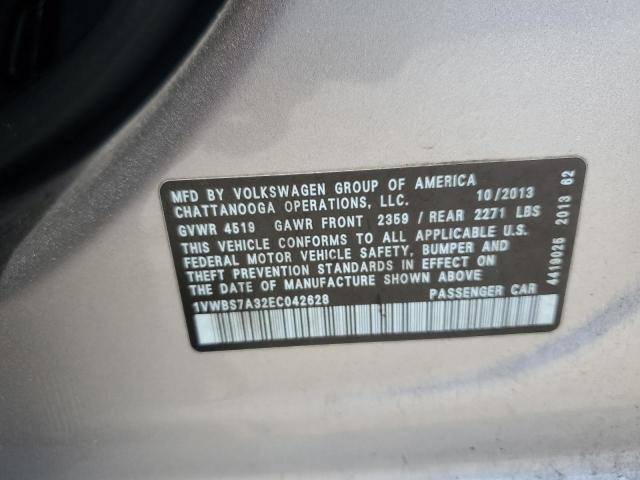 MFD BY VOLKSWAGEN GROUP OF AMERICA
CHATTANOOGA OPERATIONS, LLC. 10/2013
GVWR 4519 GAWR FRONT 2359 / REAR 2271 LBS
THIS VEHICLE CONFORMS TO ALL APPLICABLE U.S.
FEDERAL MOTOR VEHICLE SAFETY, BUMPER AND
THEFT PREVENTION STANDARDS IN EFFECT ON
THE DATE OF MANUFACTURE SHOWN ABOVE
1VWBS7A32EC042628 PASSENGER CAR
4419025 2013 62